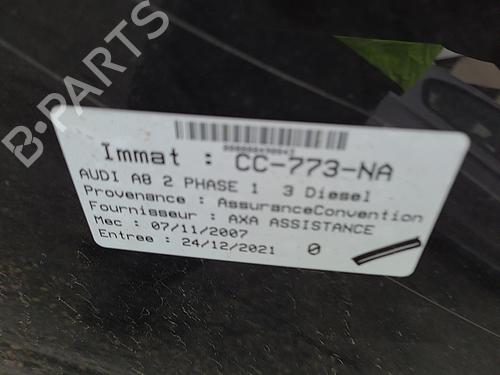 B-PARTS
Immat : CC-773-NA
AUDI A8 2 PHASE 1 3 Diesel
Provenance : AssuranceConvention
Fournisseur : AXA ASSISTANCE
Mec : 07/11/2007
Entree : 24/12/2021 0